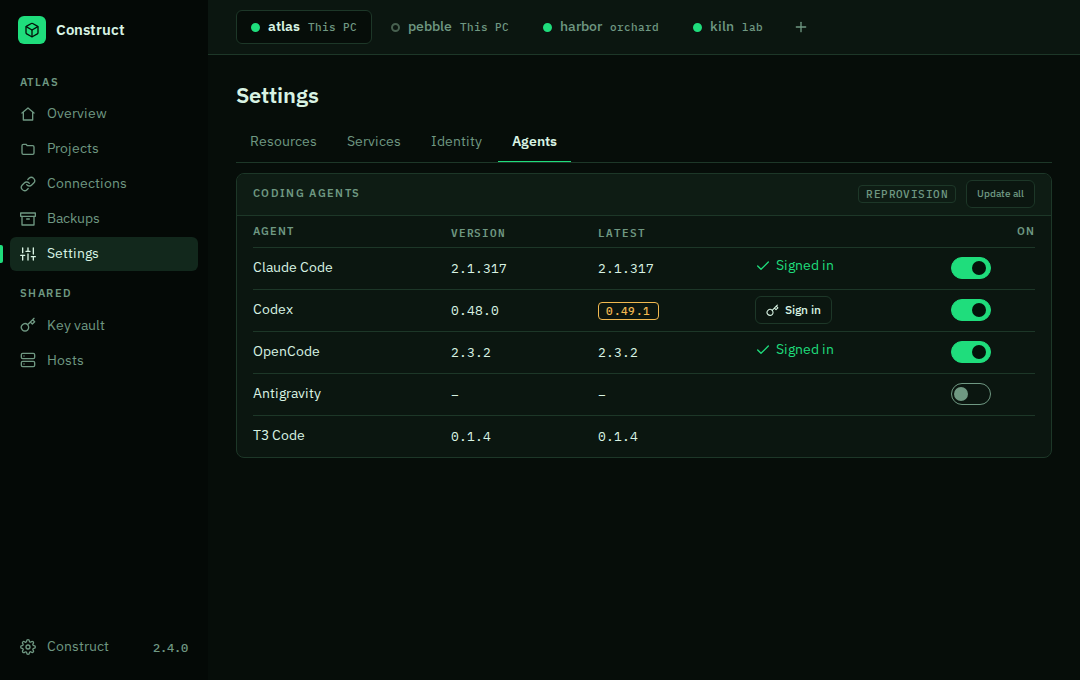 Construct
atlas This PC
pebble This PC
harbor orchard
kiln lab
ATLAS
Overview
Projects
Connections
Backups
Settings
SHARED
Key vault
Hosts
Construct 2.4.0
Settings
Resources Services Identity Agents
CODING AGENTS REPROVISION Update all
AGENT VERSION LATEST ON
Claude Code 2.1.317 2.1.317 Signed in
Codex 0.48.0 0.49.1 Sign in
OpenCode 2.3.2 2.3.2 Signed in
Antigravity – –
T3 Code 0.1.4 0.1.4